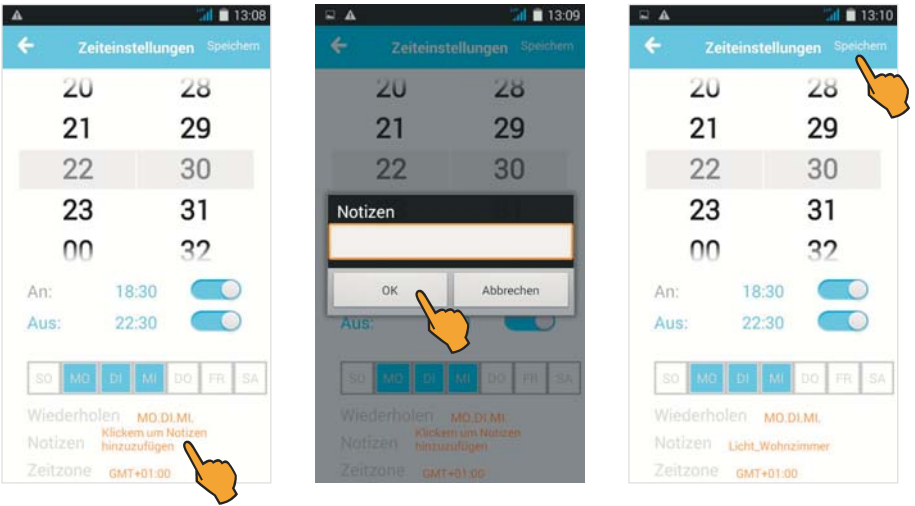 13:08
Zeiteinstellungen Speichern
20 28
21 29
22 30
23 31
00 32
An: 18:30
Aus: 22:30
SO MO DI MI DO FR SA
Wiederholen MO.DI.MI.
Notizen Klickem um Notizen
hinzuzufügen
Zeitzone GMT+01:00
13:09
Zeiteinstellungen Speichern
20 28
21 29
22 30
Notizen
OK Abbrechen
Aus:
SO MO DI MI DO FR SA
Wiederholen MO.DI.MI.
Notizen Klickem um Notizen
hinzuzufügen
Zeitzone GMT+01:00
13:10
Zeiteinstellungen Speichern
20 28
21 29
22 30
23 31
00 32
An: 18:30
Aus: 22:30
SO MO DI MI DO FR SA
Wiederholen MO.DI.MI.
Notizen Licht_Wohnzimmer
Zeitzone GMT+01:00